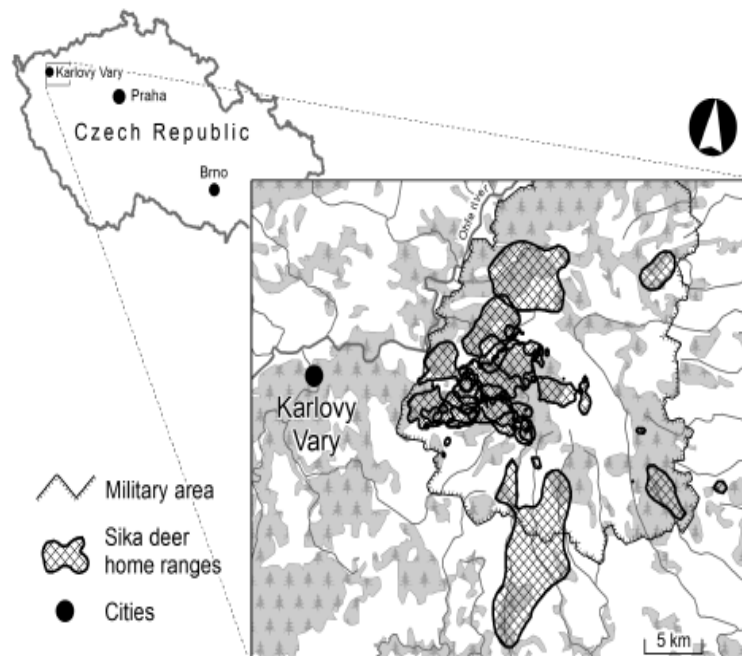 Karlovy Vary
Praha
Czech Republic
Brno
Ohře river
Karlovy
Vary
Military area
Sika deer
home ranges
Cities
5 km